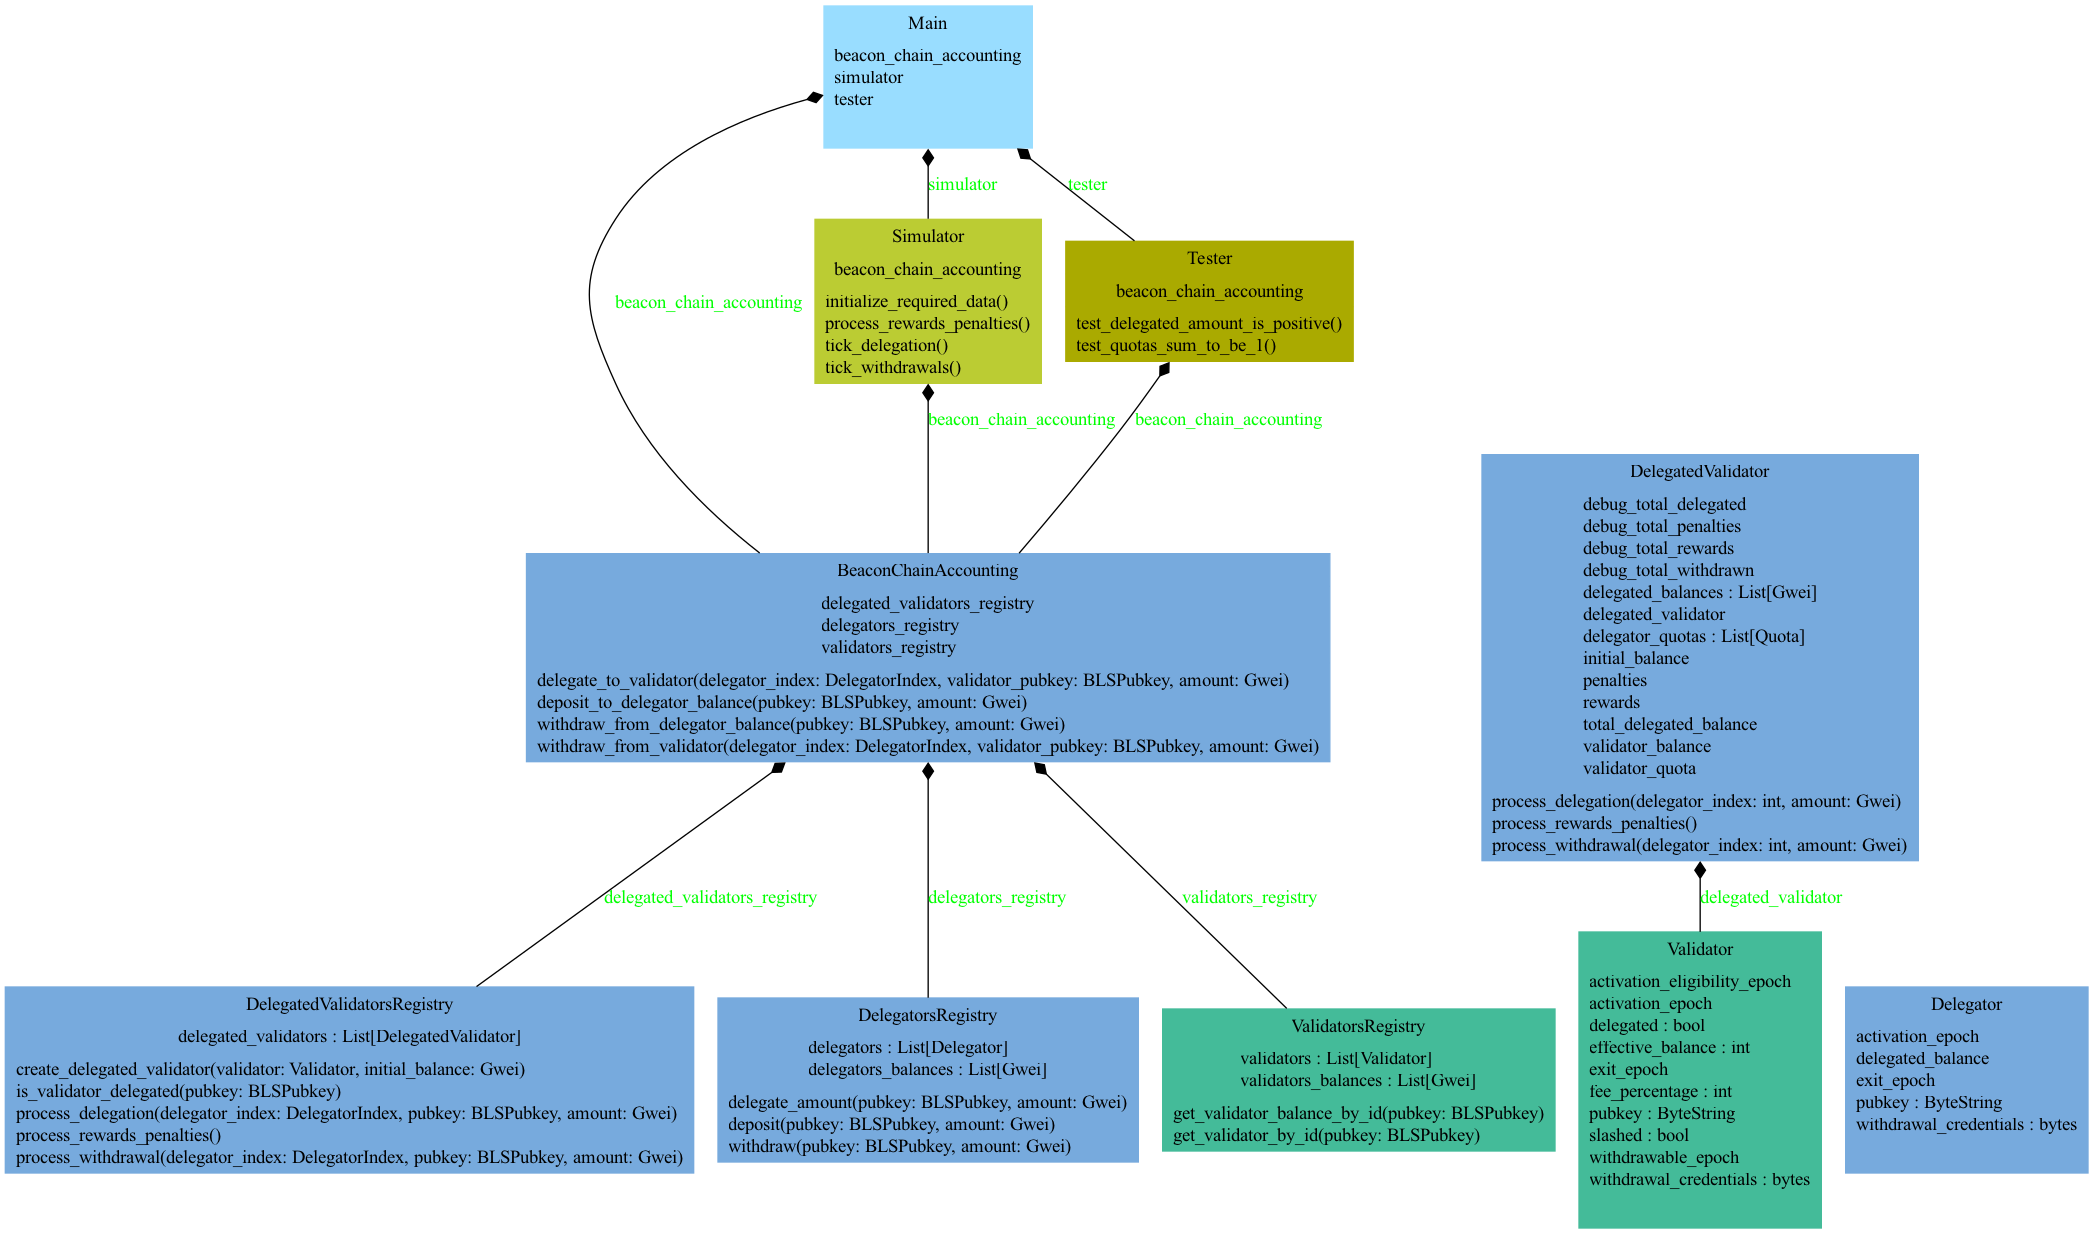 Main
beacon_chain_accounting
simulator
tester
simulator
tester
Simulator
beacon_chain_accounting
initialize_required_data()
process_rewards_penalties()
tick_delegation()
tick_withdrawals()
Tester
beacon_chain_accounting
test_delegated_amount_is_positive()
test_quotas_sum_to_be_1()
beacon_chain_accounting
beacon_chain_accounting
beacon_chain_accounting
BeaconChainAccounting
delegated_validators_registry
delegators_registry
validators_registry
delegate_to_validator(delegator_index: DelegatorIndex, validator_pubkey: BLSPubkey, amount: Gwei)
deposit_to_delegator_balance(pubkey: BLSPubkey, amount: Gwei)
withdraw_from_delegator_balance(pubkey: BLSPubkey, amount: Gwei)
withdraw_from_validator(delegator_index: DelegatorIndex, validator_pubkey: BLSPubkey, amount: Gwei)
DelegatedValidator
debug_total_delegated
debug_total_penalties
debug_total_rewards
debug_total_withdrawn
delegated_balances : List[Gwei]
delegated_validator
delegator_quotas : List[Quota]
initial_balance
penalties
rewards
total_delegated_balance
validator_balance
validator_quota
process_delegation(delegator_index: int, amount: Gwei)
process_rewards_penalties()
process_withdrawal(delegator_index: int, amount: Gwei)
delegated_validators_registry
delegators_registry
validators_registry
delegated_validator
DelegatedValidatorsRegistry
delegated_validators : List[DelegatedValidator]
create_delegated_validator(validator: Validator, initial_balance: Gwei)
is_validator_delegated(pubkey: BLSPubkey)
process_delegation(delegator_index: DelegatorIndex, pubkey: BLSPubkey, amount: Gwei)
process_rewards_penalties()
process_withdrawal(delegator_index: DelegatorIndex, pubkey: BLSPubkey, amount: Gwei)
DelegatorsRegistry
delegators : List[Delegator]
delegators_balances : List[Gwei]
delegate_amount(pubkey: BLSPubkey, amount: Gwei)
deposit(pubkey: BLSPubkey, amount: Gwei)
withdraw(pubkey: BLSPubkey, amount: Gwei)
ValidatorsRegistry
validators : List[Validator]
validators_balances : List[Gwei]
get_validator_balance_by_id(pubkey: BLSPubkey)
get_validator_by_id(pubkey: BLSPubkey)
Validator
activation_eligibility_epoch
activation_epoch
delegated : bool
effective_balance : int
exit_epoch
fee_percentage : int
pubkey : ByteString
slashed : bool
withdrawable_epoch
withdrawal_credentials : bytes
Delegator
activation_epoch
delegated_balance
exit_epoch
pubkey : ByteString
withdrawal_credentials : bytes